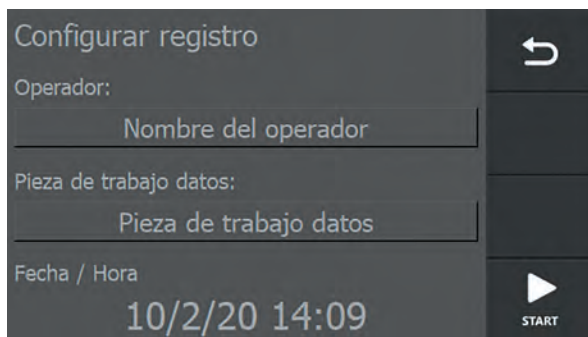 Configurar registro
Operador:
Nombre del operador
Pieza de trabajo datos:
Pieza de trabajo datos
Fecha / Hora
10/2/20 14:09
START